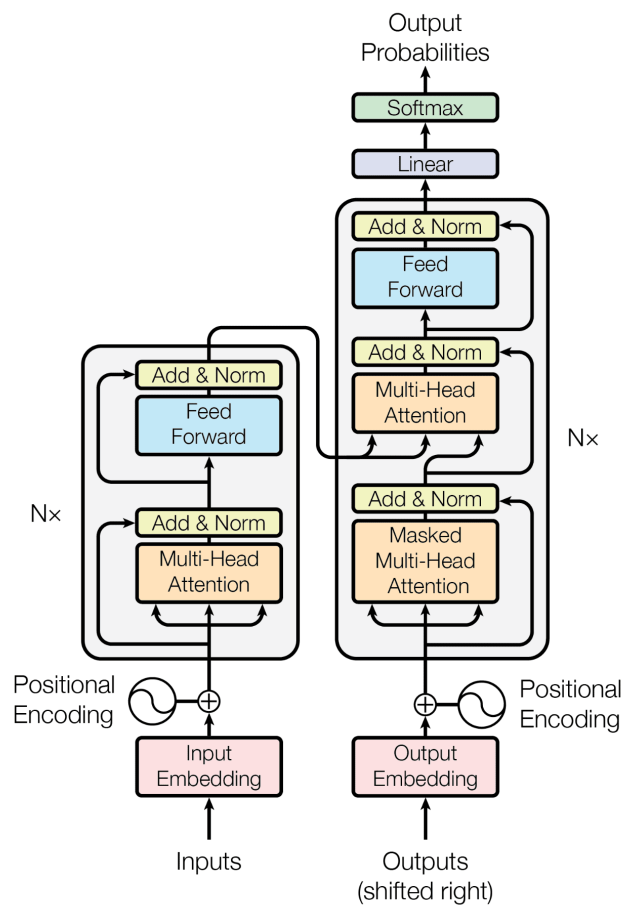 Output
Probabilities
Softmax
Linear
Add & Norm
Feed
Forward
Add & Norm
Multi-Head
Attention
Add & Norm
Masked
Multi-Head
Attention
N×
Add & Norm
Feed
Forward
Add & Norm
Multi-Head
Attention
N×
Positional
Encoding
Positional
Encoding
Input
Embedding
Output
Embedding
Inputs
Outputs
(shifted right)